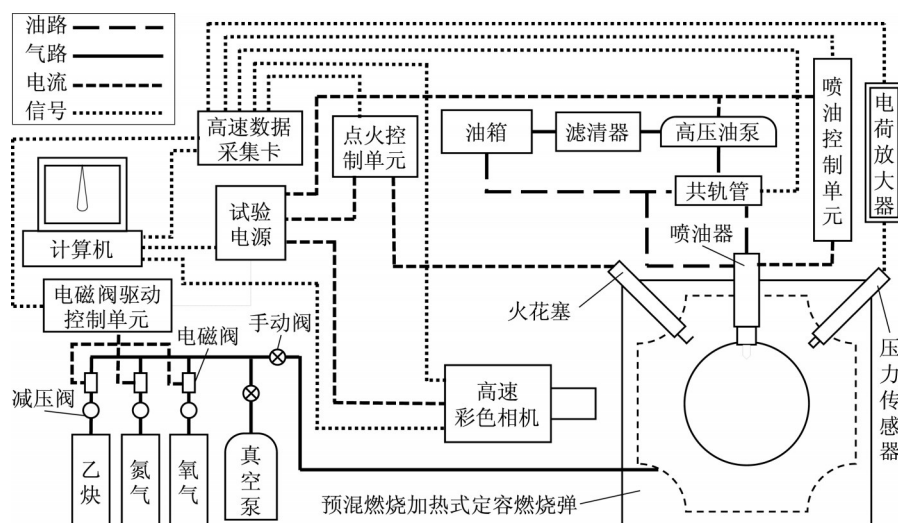 油路
气路
电流
信号
高速数据
采集卡
点火控
制单元
油箱
滤清器
高压油泵
共轨管
喷油控制单元
电荷放大器
计算机
试验
电源
喷油器
电磁阀驱动
控制单元
电磁阀
手动阀
火花塞
压力传感器
减压阀
高速
彩色相机
乙炔
氮气
氧气
真空泵
预混燃烧加热式定容燃烧弹